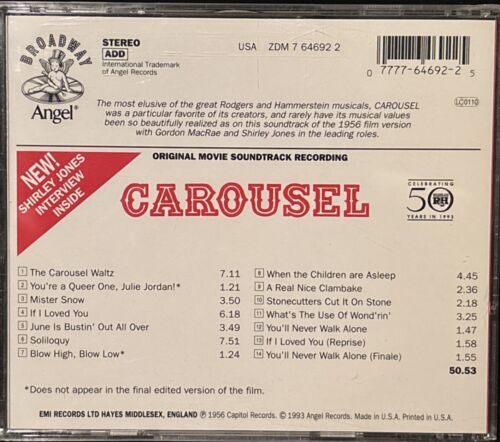 BROADWAY
Angel®
STEREO
ADD
International Trademark
of Angel Records
USA ZDM 7 64692 2
0 7777-64692-2 5
LC0110
The most elusive of the great Rodgers and Hammerstein musicals, CAROUSEL
was a particular favorite of its creators, and rarely have its musical values
been so beautifully realized as on this soundtrack of the 1956 film version
with Gordon MacRae and Shirley Jones in the leading roles.
NEW!
SHIRLEY JONES
INTERVIEW
INSIDE
ORIGINAL MOVIE SOUNDTRACK RECORDING
CAROUSEL
CELEBRATING
50
R&H
YEARS IN 1993
1 The Carousel Waltz 7.11
2 You're a Queer One, Julie Jordan!* 1.21
3 Mister Snow 3.50
4 If I Loved You 6.18
5 June Is Bustin' Out All Over 3.49
6 Soliloquy 7.51
7 Blow High, Blow Low* 1.24
8 When the Children are Asleep 4.45
9 A Real Nice Clambake 2.36
10 Stonecutters Cut It On Stone 2.18
11 What's The Use Of Wond'rin' 3.25
12 You'll Never Walk Alone 1.47
13 If I Loved You (Reprise) 1.58
14 You'll Never Walk Alone (Finale) 1.55
50.53
*Does not appear in the final edited version of the film.
EMI RECORDS LTD HAYES MIDDLESEX, ENGLAND ℗ 1956 Capitol Records. © 1993 Angel Records. Made in U.S.A. Printed in U.S.A.